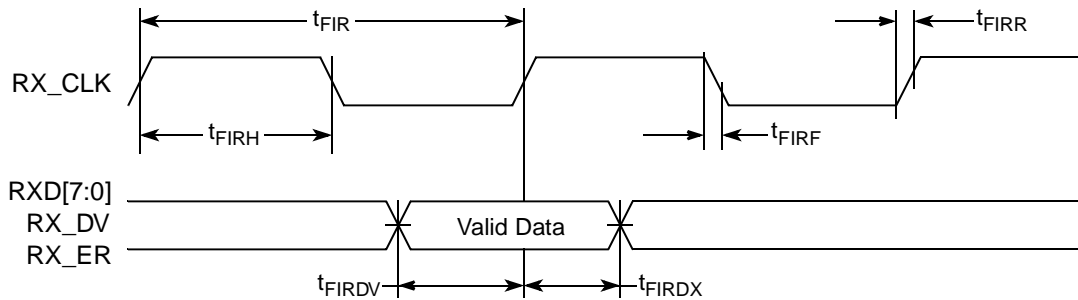 tFIR
tFIRR
RX_CLK
tFIRH
tFIRF
RXD[7:0]
RX_DV
Valid Data
RX_ER
tFIRDV
tFIRDX